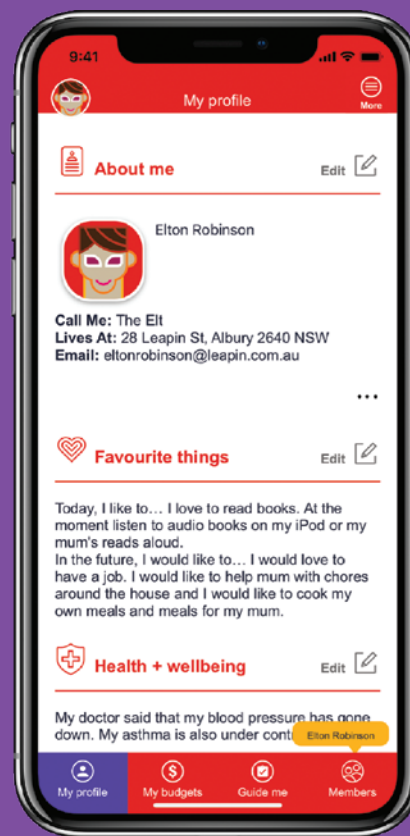 9:41
My profile
More
About me
Edit
Elton Robinson
Call Me: The Elt
Lives At: 28 Leapin St, Albury 2640 NSW
Email: eltonrobinson@leapin.com.au
...
Favourite things
Edit
Today, I like to... I love to read books. At the
moment listen to audio books on my iPod or my
mum's reads aloud.
In the future, I would like to... I would love to
have a job. I would like to help mum with chores
around the house and I would like to cook my
own meals and meals for my mum.
Health + wellbeing
Edit
My doctor said that my blood pressure has gone
down. My asthma is also under
Elton Robinson
My profile
My budgets
Guide me
Members